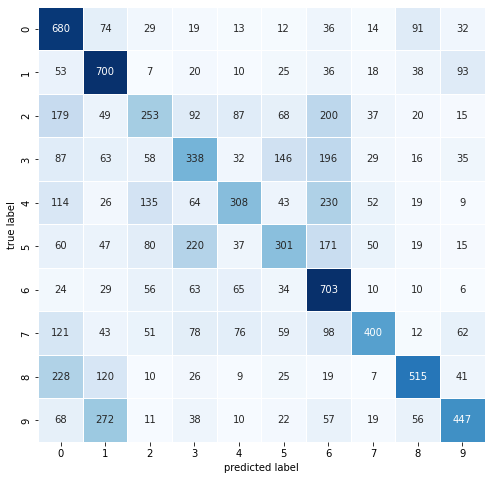 0 680 74 29 19 13 12 36 14 91 32
1 53 700 7 20 10 25 36 18 38 93
2 179 49 253 92 87 68 200 37 20 15
3 87 63 58 338 32 146 196 29 16 35
4 114 26 135 64 308 43 230 52 19 9
true label
5 60 47 80 220 37 301 171 50 19 15
6 24 29 56 63 65 34 703 10 10 6
7 121 43 51 78 76 59 98 400 12 62
8 228 120 10 26 9 25 19 7 515 41
9 68 272 11 38 10 22 57 19 56 447
0 1 2 3 4 5 6 7 8 9
predicted label